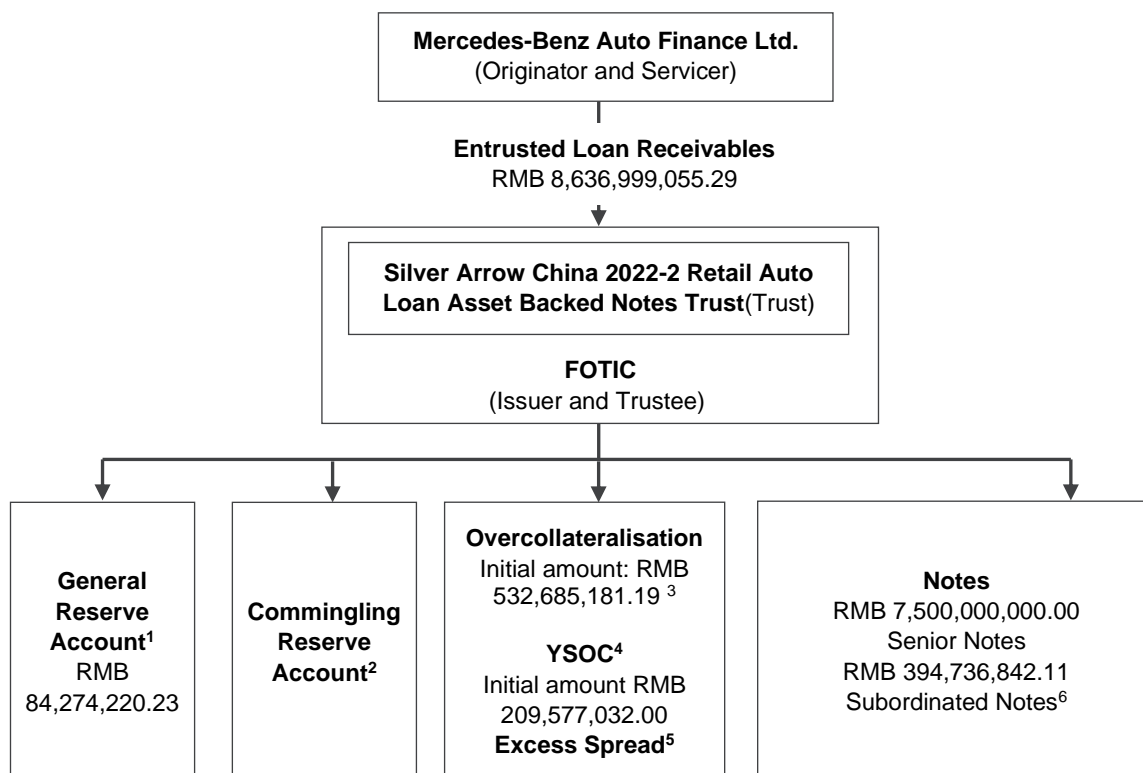 Mercedes-Benz Auto Finance Ltd.
(Originator and Servicer)
Entrusted Loan Receivables
RMB 8,636,999,055.29
Silver Arrow China 2022-2 Retail Auto
Loan Asset Backed Notes Trust(Trust)
FOTIC
(Issuer and Trustee)
General
Reserve
Account1
RMB
84,274,220.23
Commingling
Reserve
Account2
Overcollateralisation
Initial amount: RMB
532,685,181.19 3
YSOC4
Initial amount RMB
209,577,032.00
Excess Spread5
Notes
RMB 7,500,000,000.00
Senior Notes
RMB 394,736,842.11
Subordinated Notes6